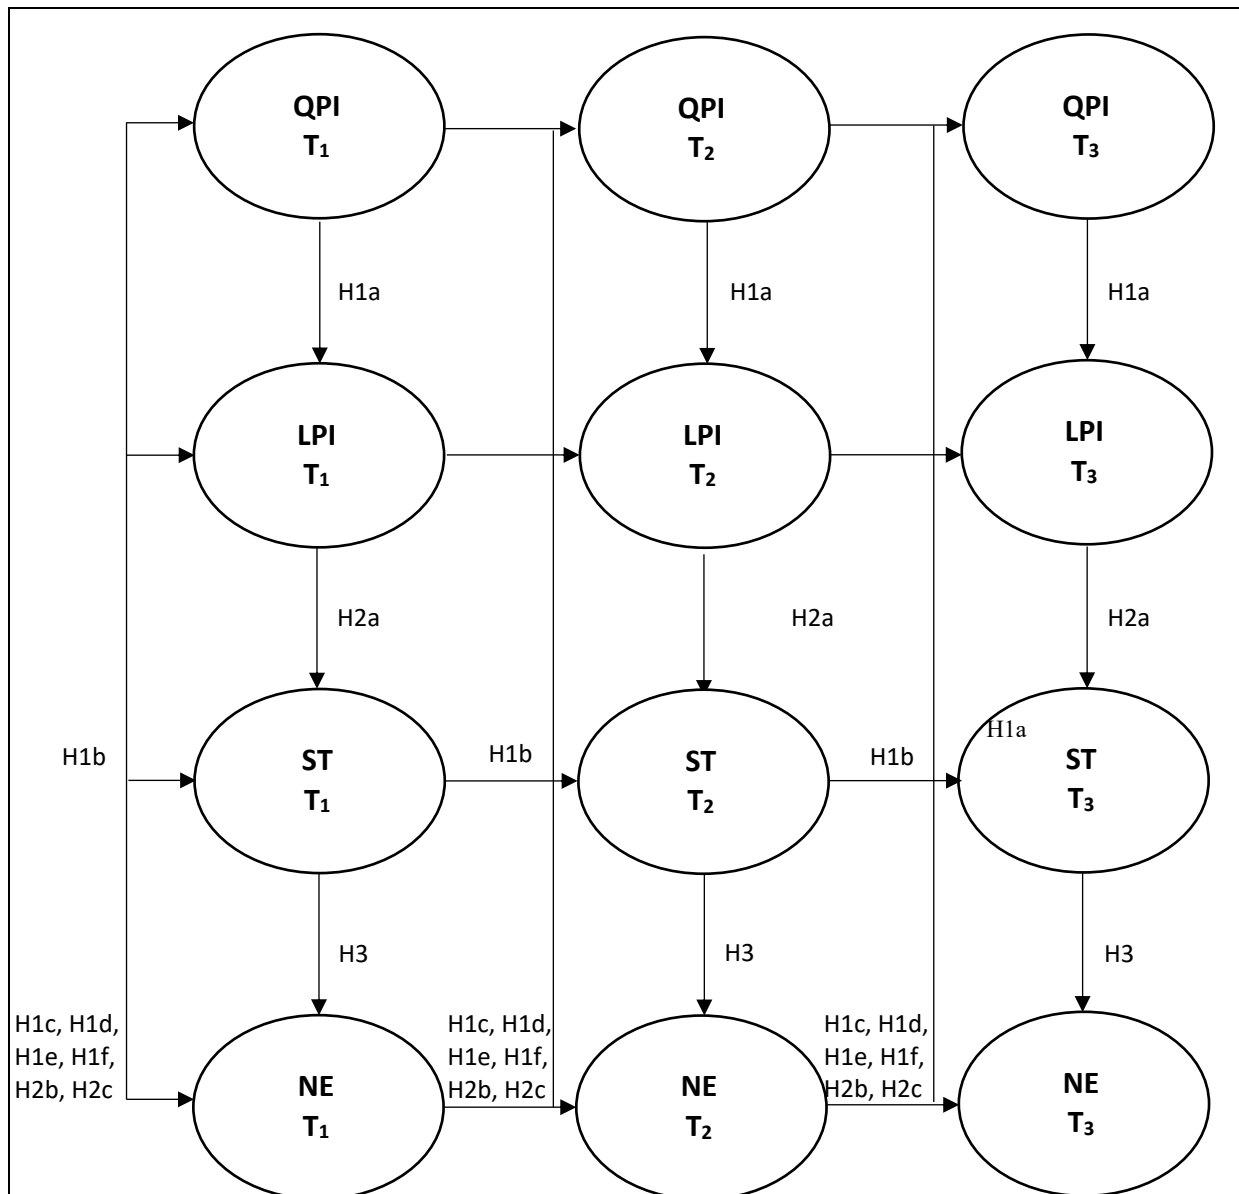 QPI
T₁
QPI
T₂
QPI
T₃
H1a
H1a
H1a
LPI
T₁
LPI
T₂
LPI
T₃
H2a
H2a
H2a
H1b
ST
T₁
H1b
ST
T₂
H1b
H1a
ST
T₃
H3
H3
H3
H1c, H1d,
H1e, H1f,
H2b, H2c
NE
T₁
H1c, H1d,
H1e, H1f,
H2b, H2c
NE
T₂
H1c, H1d,
H1e, H1f,
H2b, H2c
NE
T₃